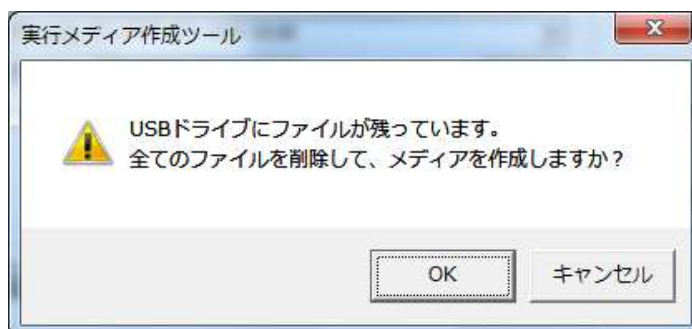 実行メディア作成ツール
USBドライブにファイルが残っています。
全てのファイルを削除して、メディアを作成しますか？
OK
キャンセル